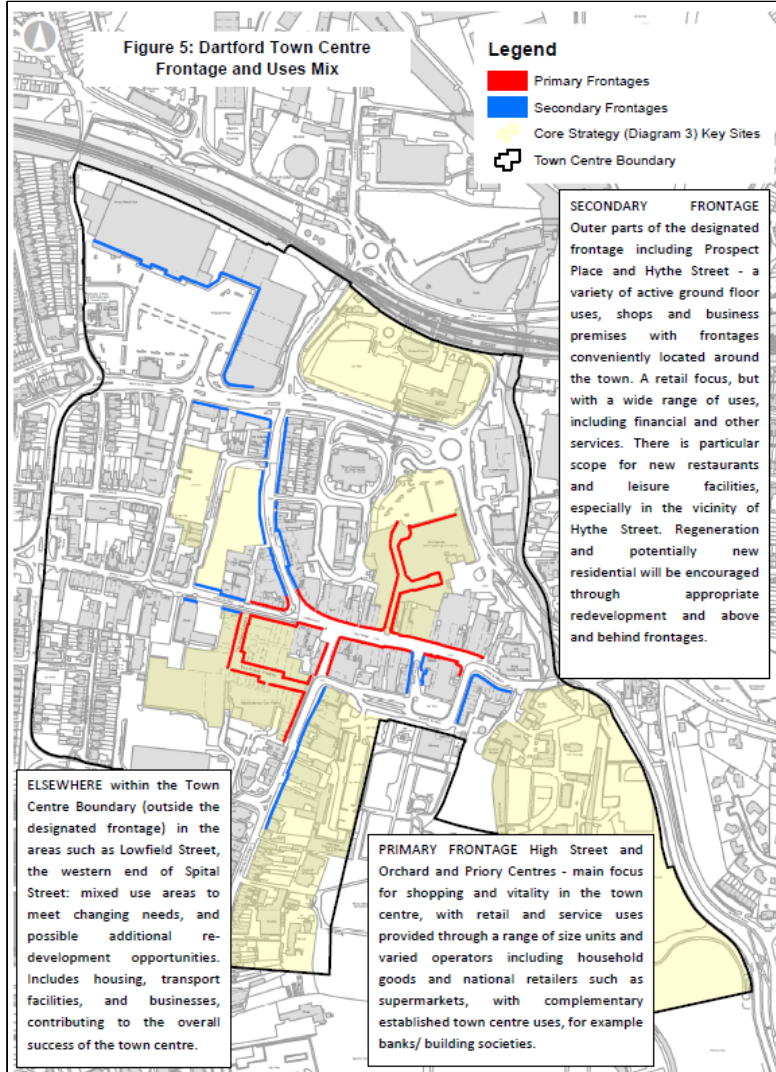 Figure 5: Dartford Town Centre
Frontage and Uses Mix
Legend
Primary Frontages
Secondary Frontages
Core Strategy (Diagram 3) Key Sites
Town Centre Boundary
SECONDARY FRONTAGE
Outer parts of the designated
frontage including Prospect
Place and Hythe Street - a
variety of active ground floor
uses, shops and business
premises with frontages
conveniently located around
the town. A retail focus, but
with a wide range of uses,
including financial and other
services. There is particular
scope for new restaurants
and leisure facilities,
especially in the vicinity of
Hythe Street. Regeneration
and potentially new
residential will be encouraged
through appropriate
redevelopment and above
and behind frontages.
ELSEWHERE within the Town
Centre Boundary (outside the
designated frontage) in the
areas such as Lowfield Street,
the western end of Spital
Street: mixed use areas to
meet changing needs, and
possible additional re-
development opportunities.
Includes housing, transport
facilities, and businesses,
contributing to the overall
success of the town centre.
PRIMARY FRONTAGE High Street and
Orchard and Priory Centres - main
focus for shopping and vitality in the
town centre, with retail and service uses
provided through a range of size units and
varied operators including household
goods and national retailers such as
supermarkets, with complementary
established town centre uses, for example
banks/ building societies.